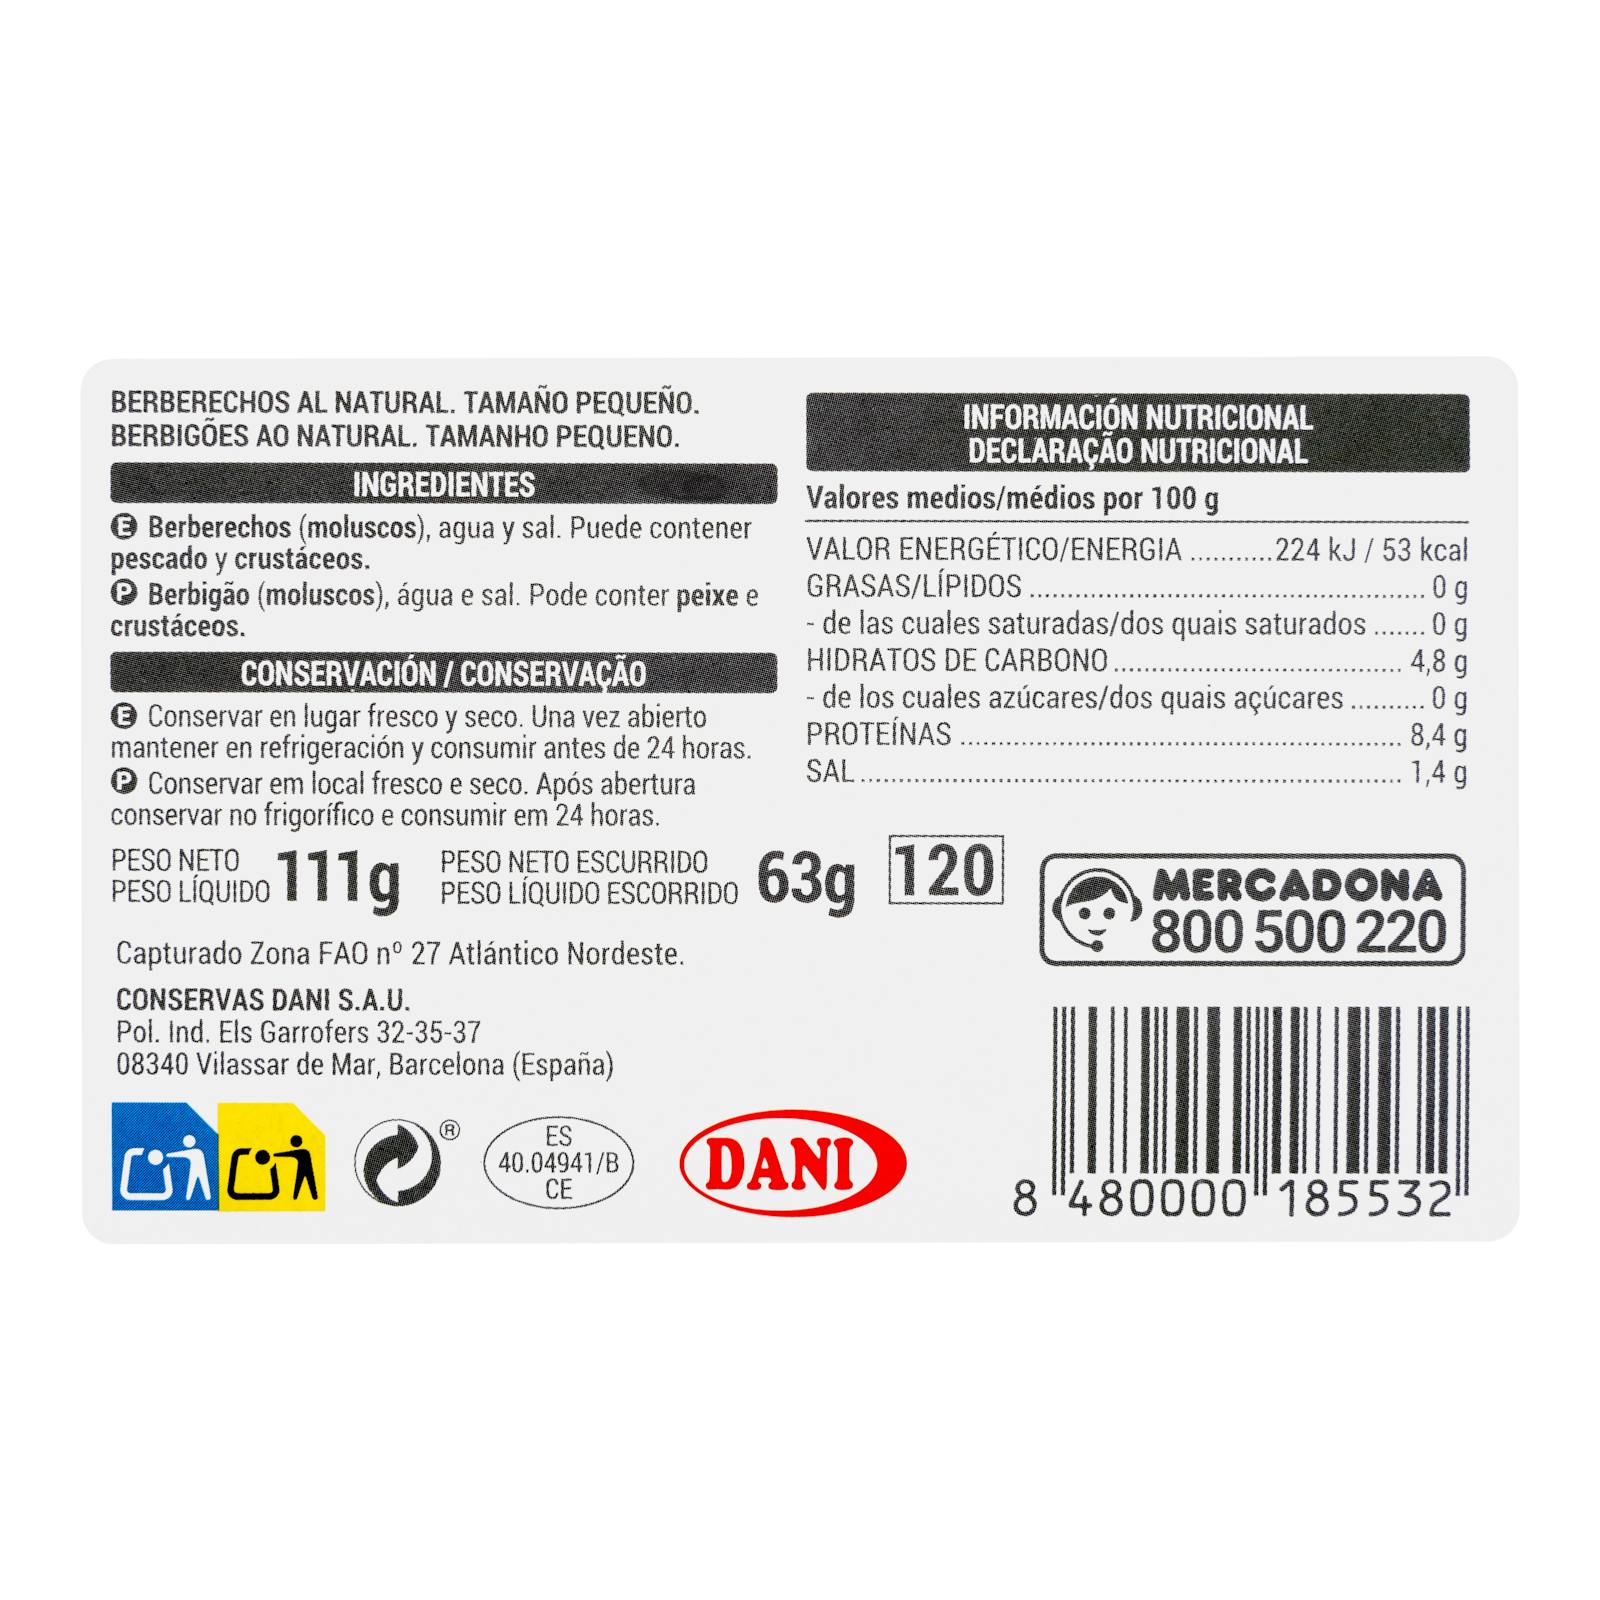 BERBERECHOS AL NATURAL. TAMAÑO PEQUEÑO.
BERBIGÕES AO NATURAL. TAMANHO PEQUENO.
INGREDIENTES
E Berberechos (moluscos), agua y sal. Puede contener
pescado y crustáceos.
P Berbigão (moluscos), água e sal. Pode conter peixe e
crustáceos.
CONSERVACIÓN / CONSERVAÇÃO
E Conservar en lugar fresco y seco. Una vez abierto
mantener en refrigeración y consumir antes de 24 horas.
P Conservar em local fresco e seco. Após abertura
conservar no frigorífico e consumir em 24 horas.
PESO NETO
PESO LÍQUIDO 111g
PESO NETO ESCURRIDO
PESO LÍQUIDO ESCORRIDO 63g
120
Capturado Zona FAO nº 27 Atlántico Nordeste.
CONSERVAS DANI S.A.U.
Pol. Ind. Els Garrofers 32-35-37
08340 Vilassar de Mar, Barcelona (España)
®
ES
40.04941/B
CE
DANI
INFORMACIÓN NUTRICIONAL
DECLARAÇÃO NUTRICIONAL
Valores medios/médios por 100 g
VALOR ENERGÉTICO/ENERGIA ...........224 kJ / 53 kcal
GRASAS/LÍPIDOS ................................................... 0 g
- de las cuales saturadas/dos quais saturados ....... 0 g
HIDRATOS DE CARBONO..................................... 4,8 g
- de los cuales azúcares/dos quais açúcares .......... 0 g
PROTEÍNAS ......................................................... 8,4 g
SAL...................................................................... 1,4 g
MERCADONA
800 500 220
8 480000 185532